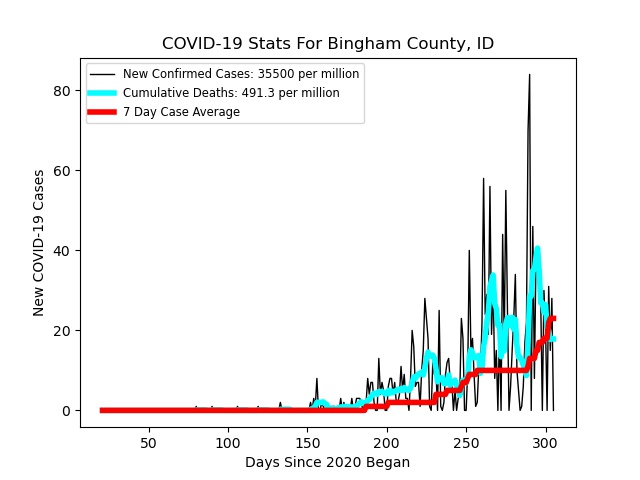 COVID-19 Stats For Bingham County, ID
New Confirmed Cases: 35500 per million
Cumulative Deaths: 491.3 per million
7 Day Case Average
New COVID-19 Cases
80
60
40
20
0
50 100 150 200 250 300
Days Since 2020 Began